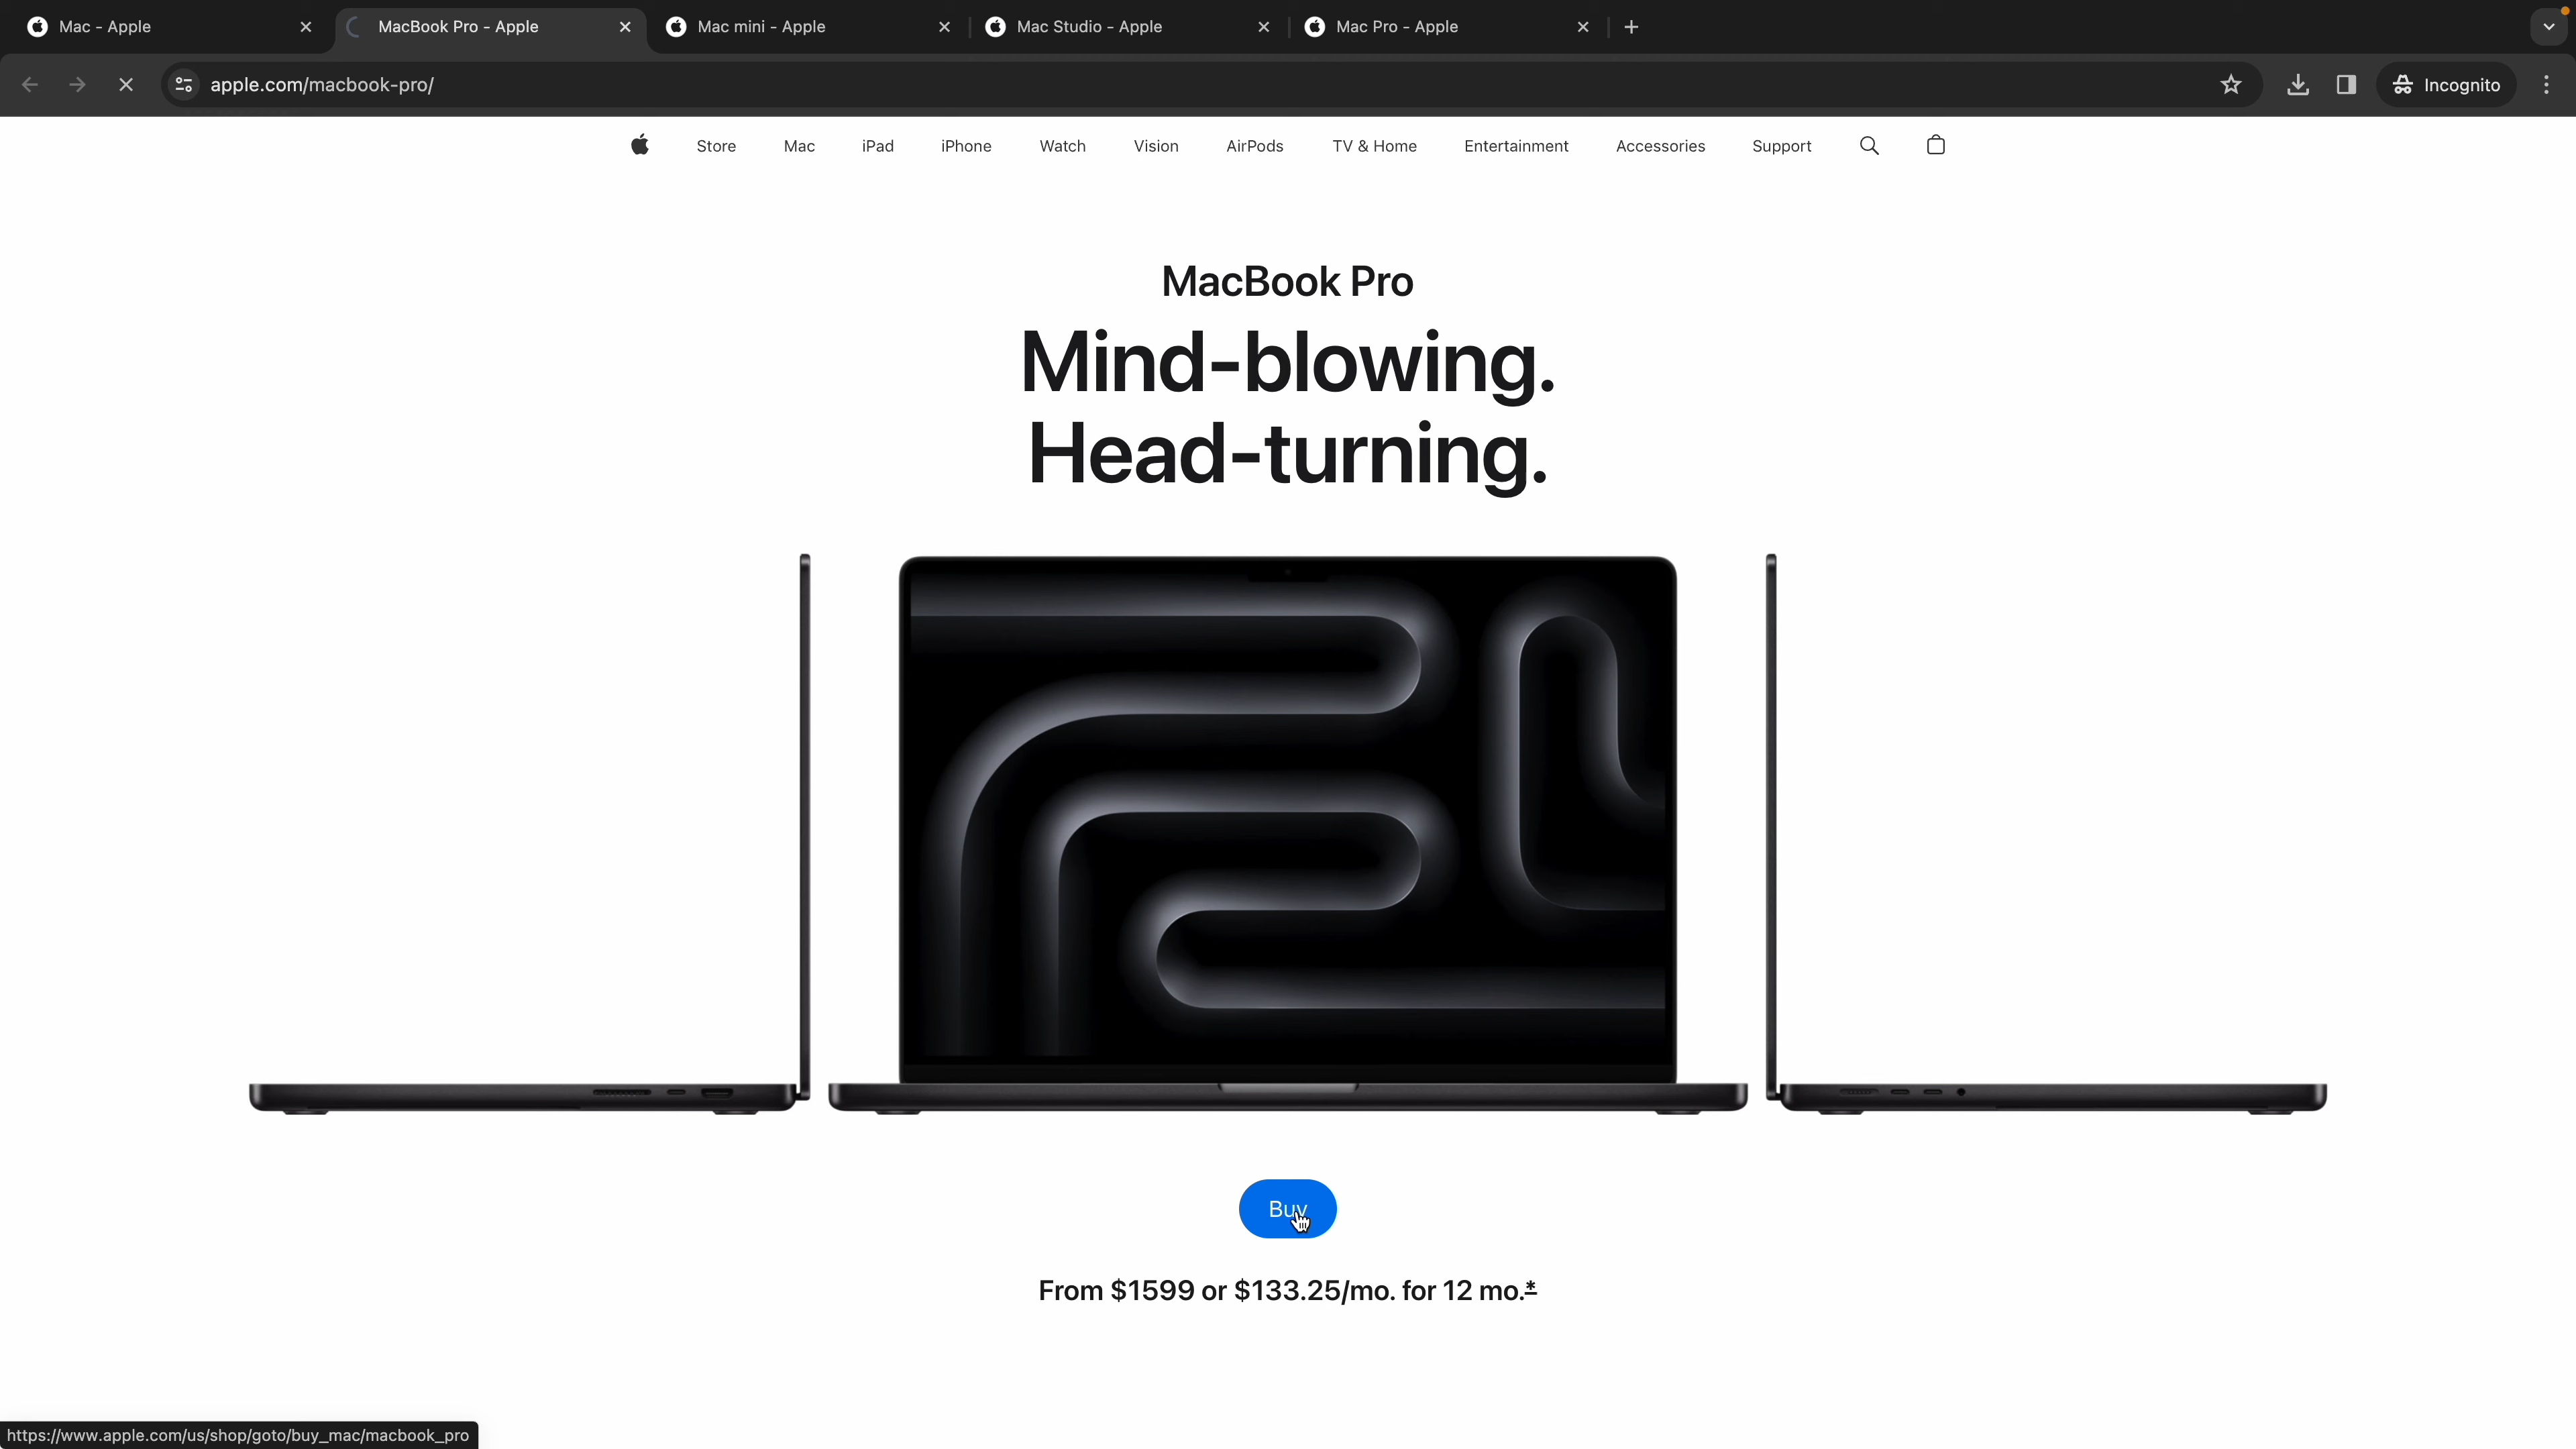 Mac - Apple
MacBook Pro - Apple
Mac mini - Apple
Mac Studio - Apple
Mac Pro - Apple
apple.com/macbook-pro/
Incognito
Store Mac iPad iPhone Watch Vision AirPods TV & Home Entertainment Accessories Support
MacBook Pro
Mind-blowing.
Head-turning.
Buy
From $1599 or $133.25/mo. for 12 mo.*
https://www.apple.com/us/shop/goto/buy_mac/macbook_pro